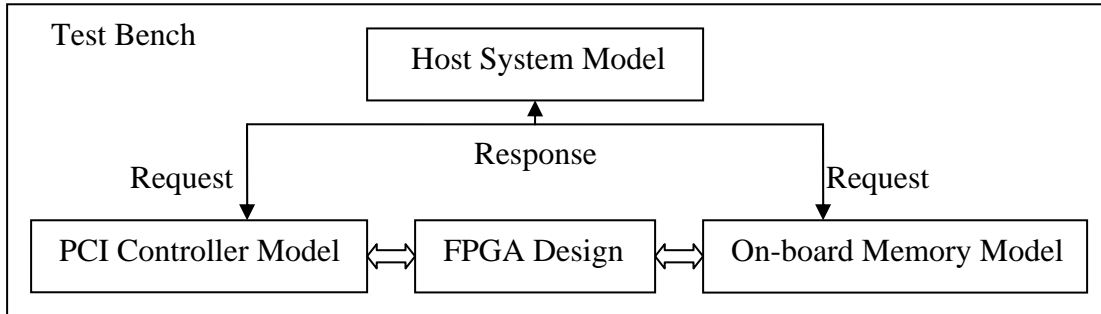 Test Bench
Host System Model
Response
Request
Request
PCI Controller Model
FPGA Design
On-board Memory Model